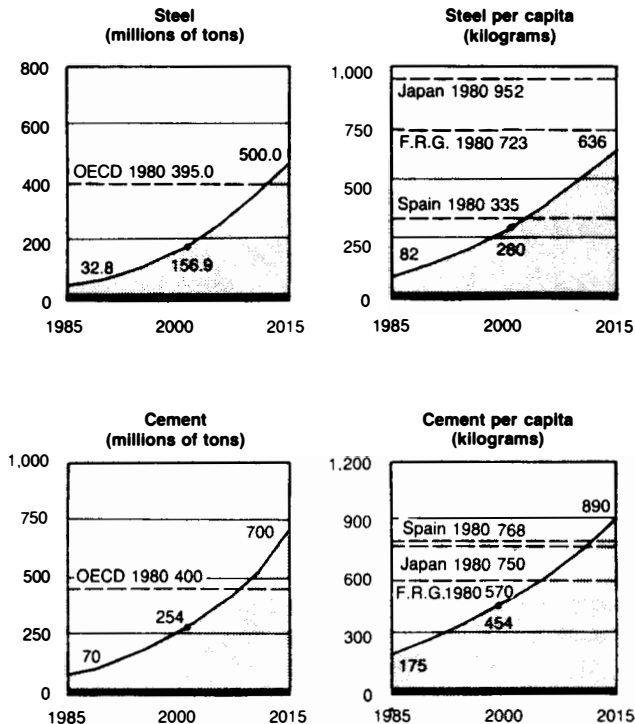 Steel
(millions of tons)
800
600
400
200
0
OECD 1980 395.0
500.0
32.8
156.9
1985
2000
2015
Steel per capita
(kilograms)
1.000
750
500
250
0
Japan 1980 952
F.R.G. 1980 723
636
Spain 1980 335
82
280
1985
2000
2015
Cement
(millions of tons)
1,000
750
500
250
0
700
OECD 1980 400
254
70
1985
2000
2015
Cement per capita
(kilograms)
1.200
900
600
300
0
890
Spain 1980 768
Japan 1980 750
F.R.G.1980 570
454
175
1985
2000
2015